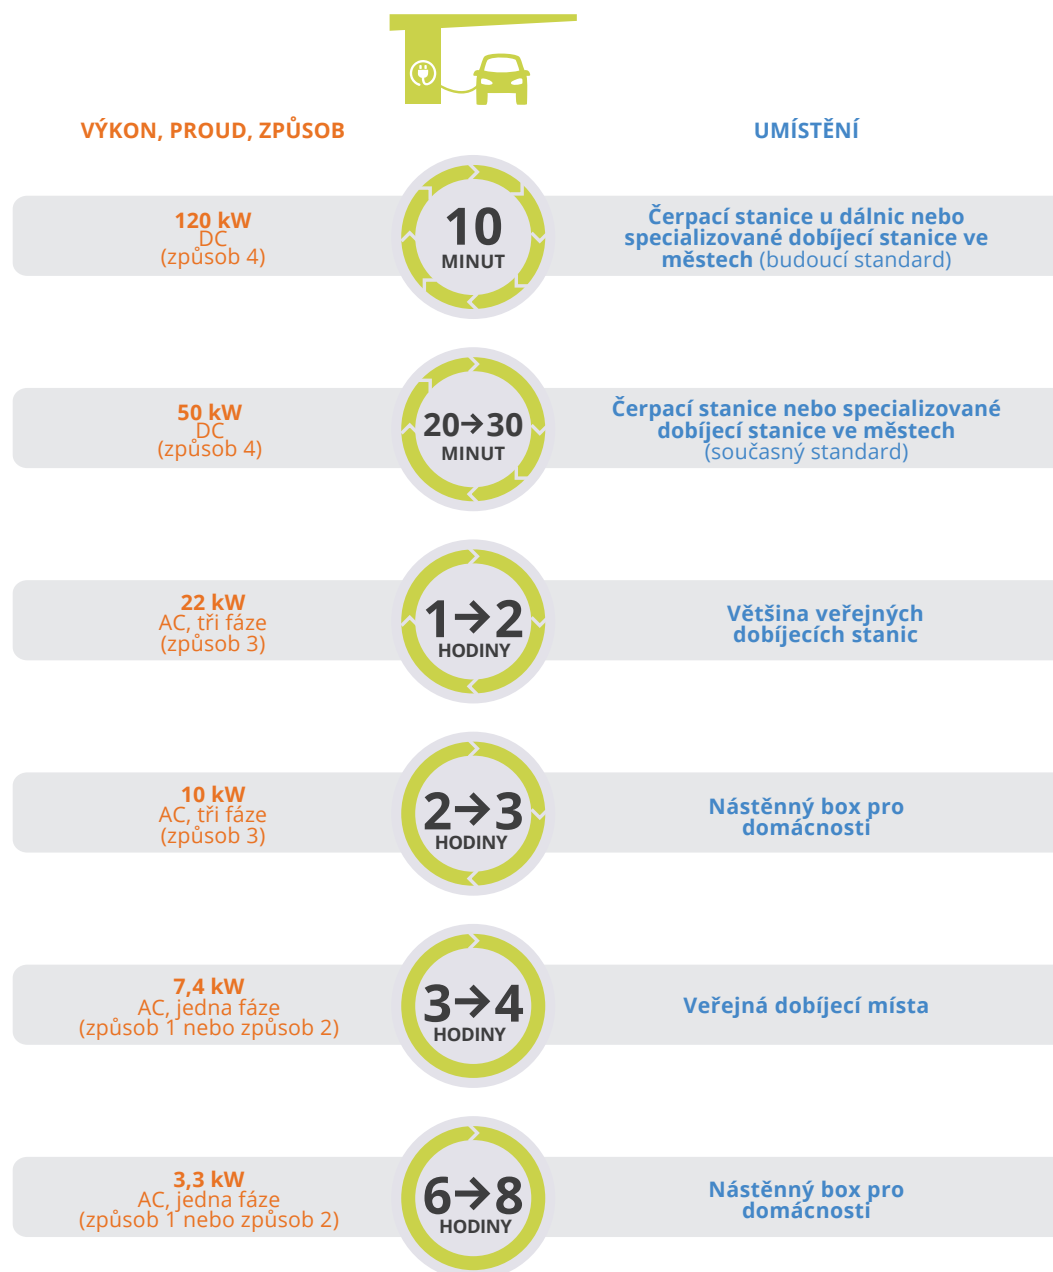 VÝKON, PROUD, ZPŮSOB
UMÍSTĚNÍ
120 kW
DC
(způsob 4)
10
MINUT
Čerpací stanice u dálnic nebo
specializované dobíjecí stanice ve
městech (budoucí standard)
50 kW
DC
(způsob 4)
20→30
MINUT
Čerpací stanice nebo specializované
dobíjecí stanice ve městech
(současný standard)
22 kW
AC, tři fáze
(způsob 3)
1→2
HODINY
Většina veřejných
dobíjecích stanic
10 kW
AC, tři fáze
(způsob 3)
2→3
HODINY
Nástěnný box pro
domácnosti
7,4 kW
AC, jedna fáze
(způsob 1 nebo způsob 2)
3→4
HODINY
Veřejná dobíjecí místa
3,3 kW
AC, jedna fáze
(způsob 1 nebo způsob 2)
6→8
HODINY
Nástěnný box pro
domácnosti